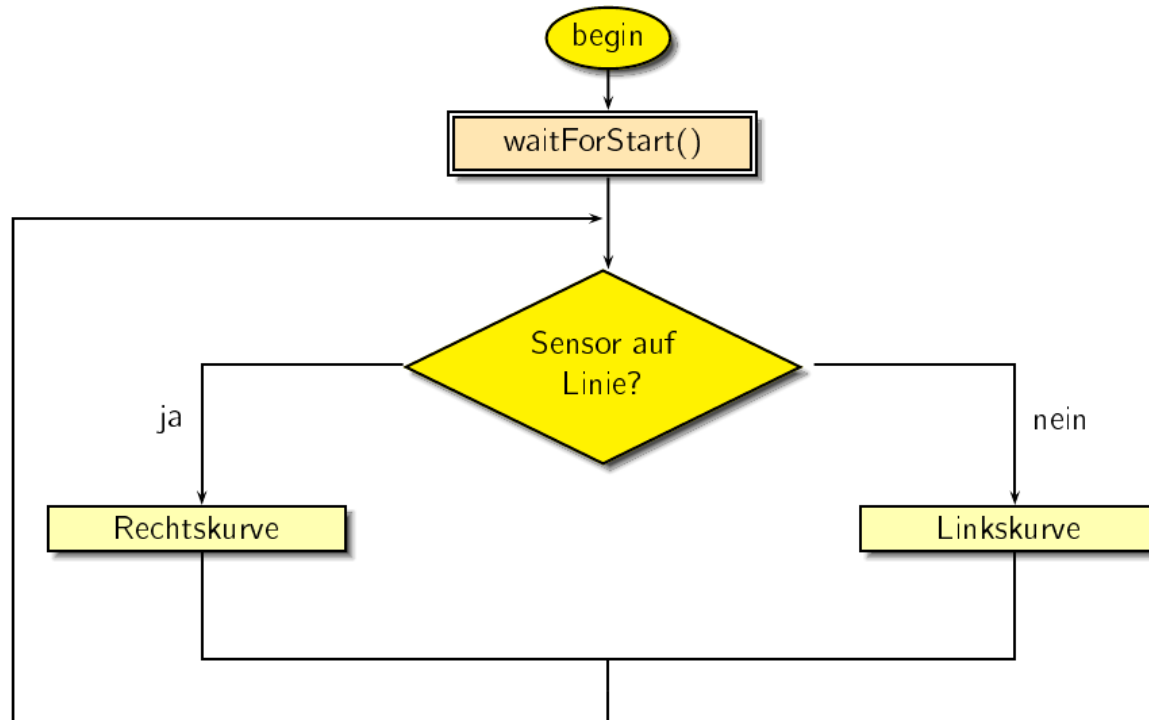 begin
waitForStart()
Sensor auf
Linie?
ja
nein
Rechtskurve
Linkskurve